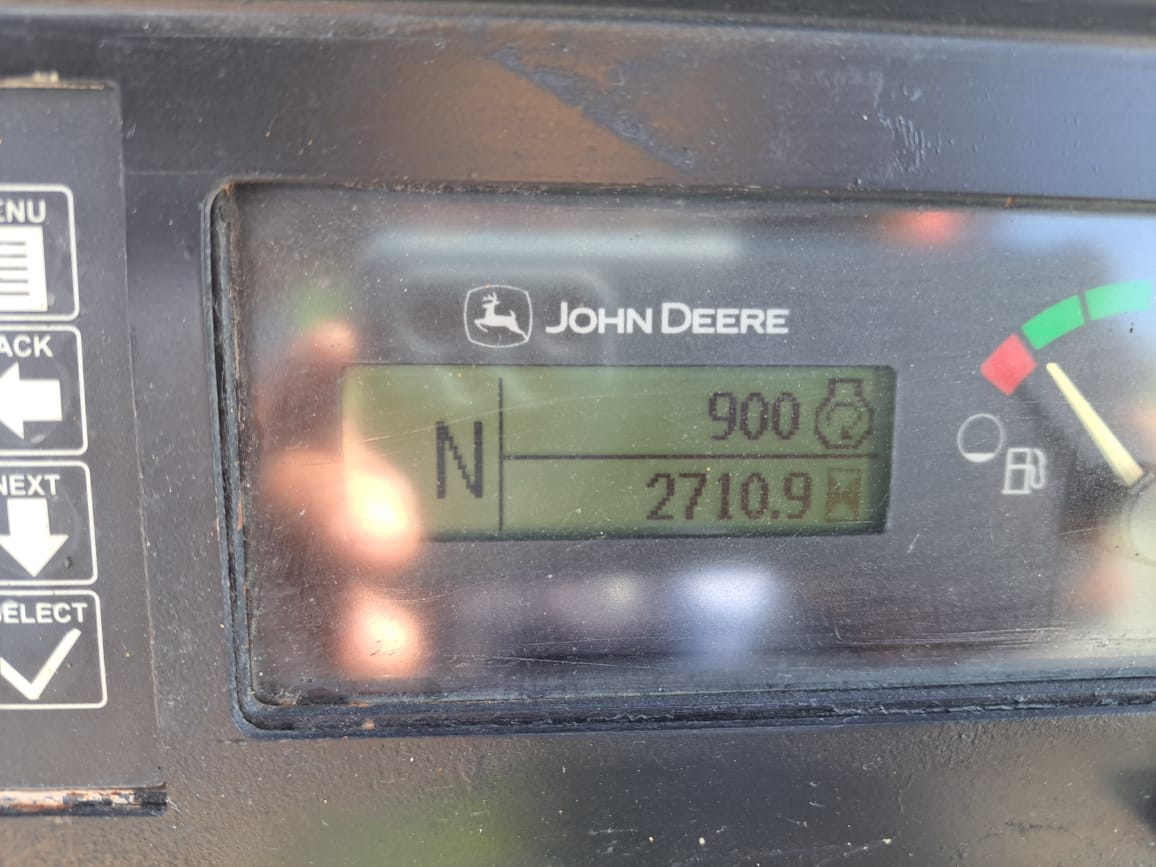 JOHN DEERE
N
900
2710.9
ENU
ACK
NEXT
SELECT